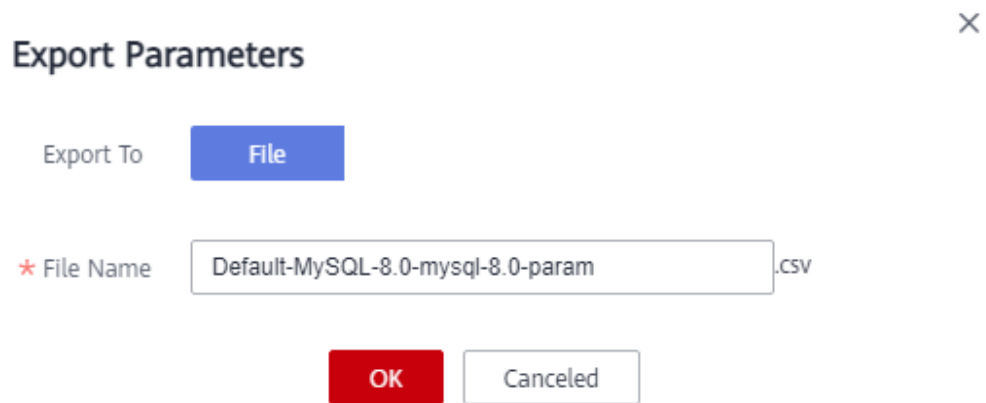 Export Parameters
Export To File
* File Name Default-MySQL-8.0-mysql-8.0-param .csv
OK Canceled